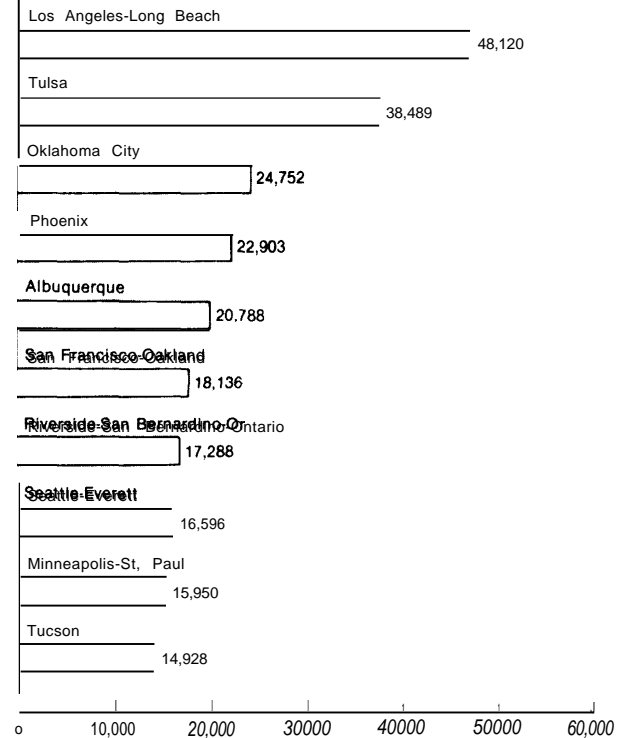 Los Angeles-Long Beach
48,120
Tulsa
38,489
Oklahoma City
24,752
Phoenix
22,903
Albuquerque
20,788
San Francisco-Oakland
18,136
Riverside-San Bernardino-Ontario
17,288
Seattle-Everett
16,596
Minneapolis-St, Paul
15,950
Tucson
14,928
o 10,000 20,000 30000 40000 50000 60,000